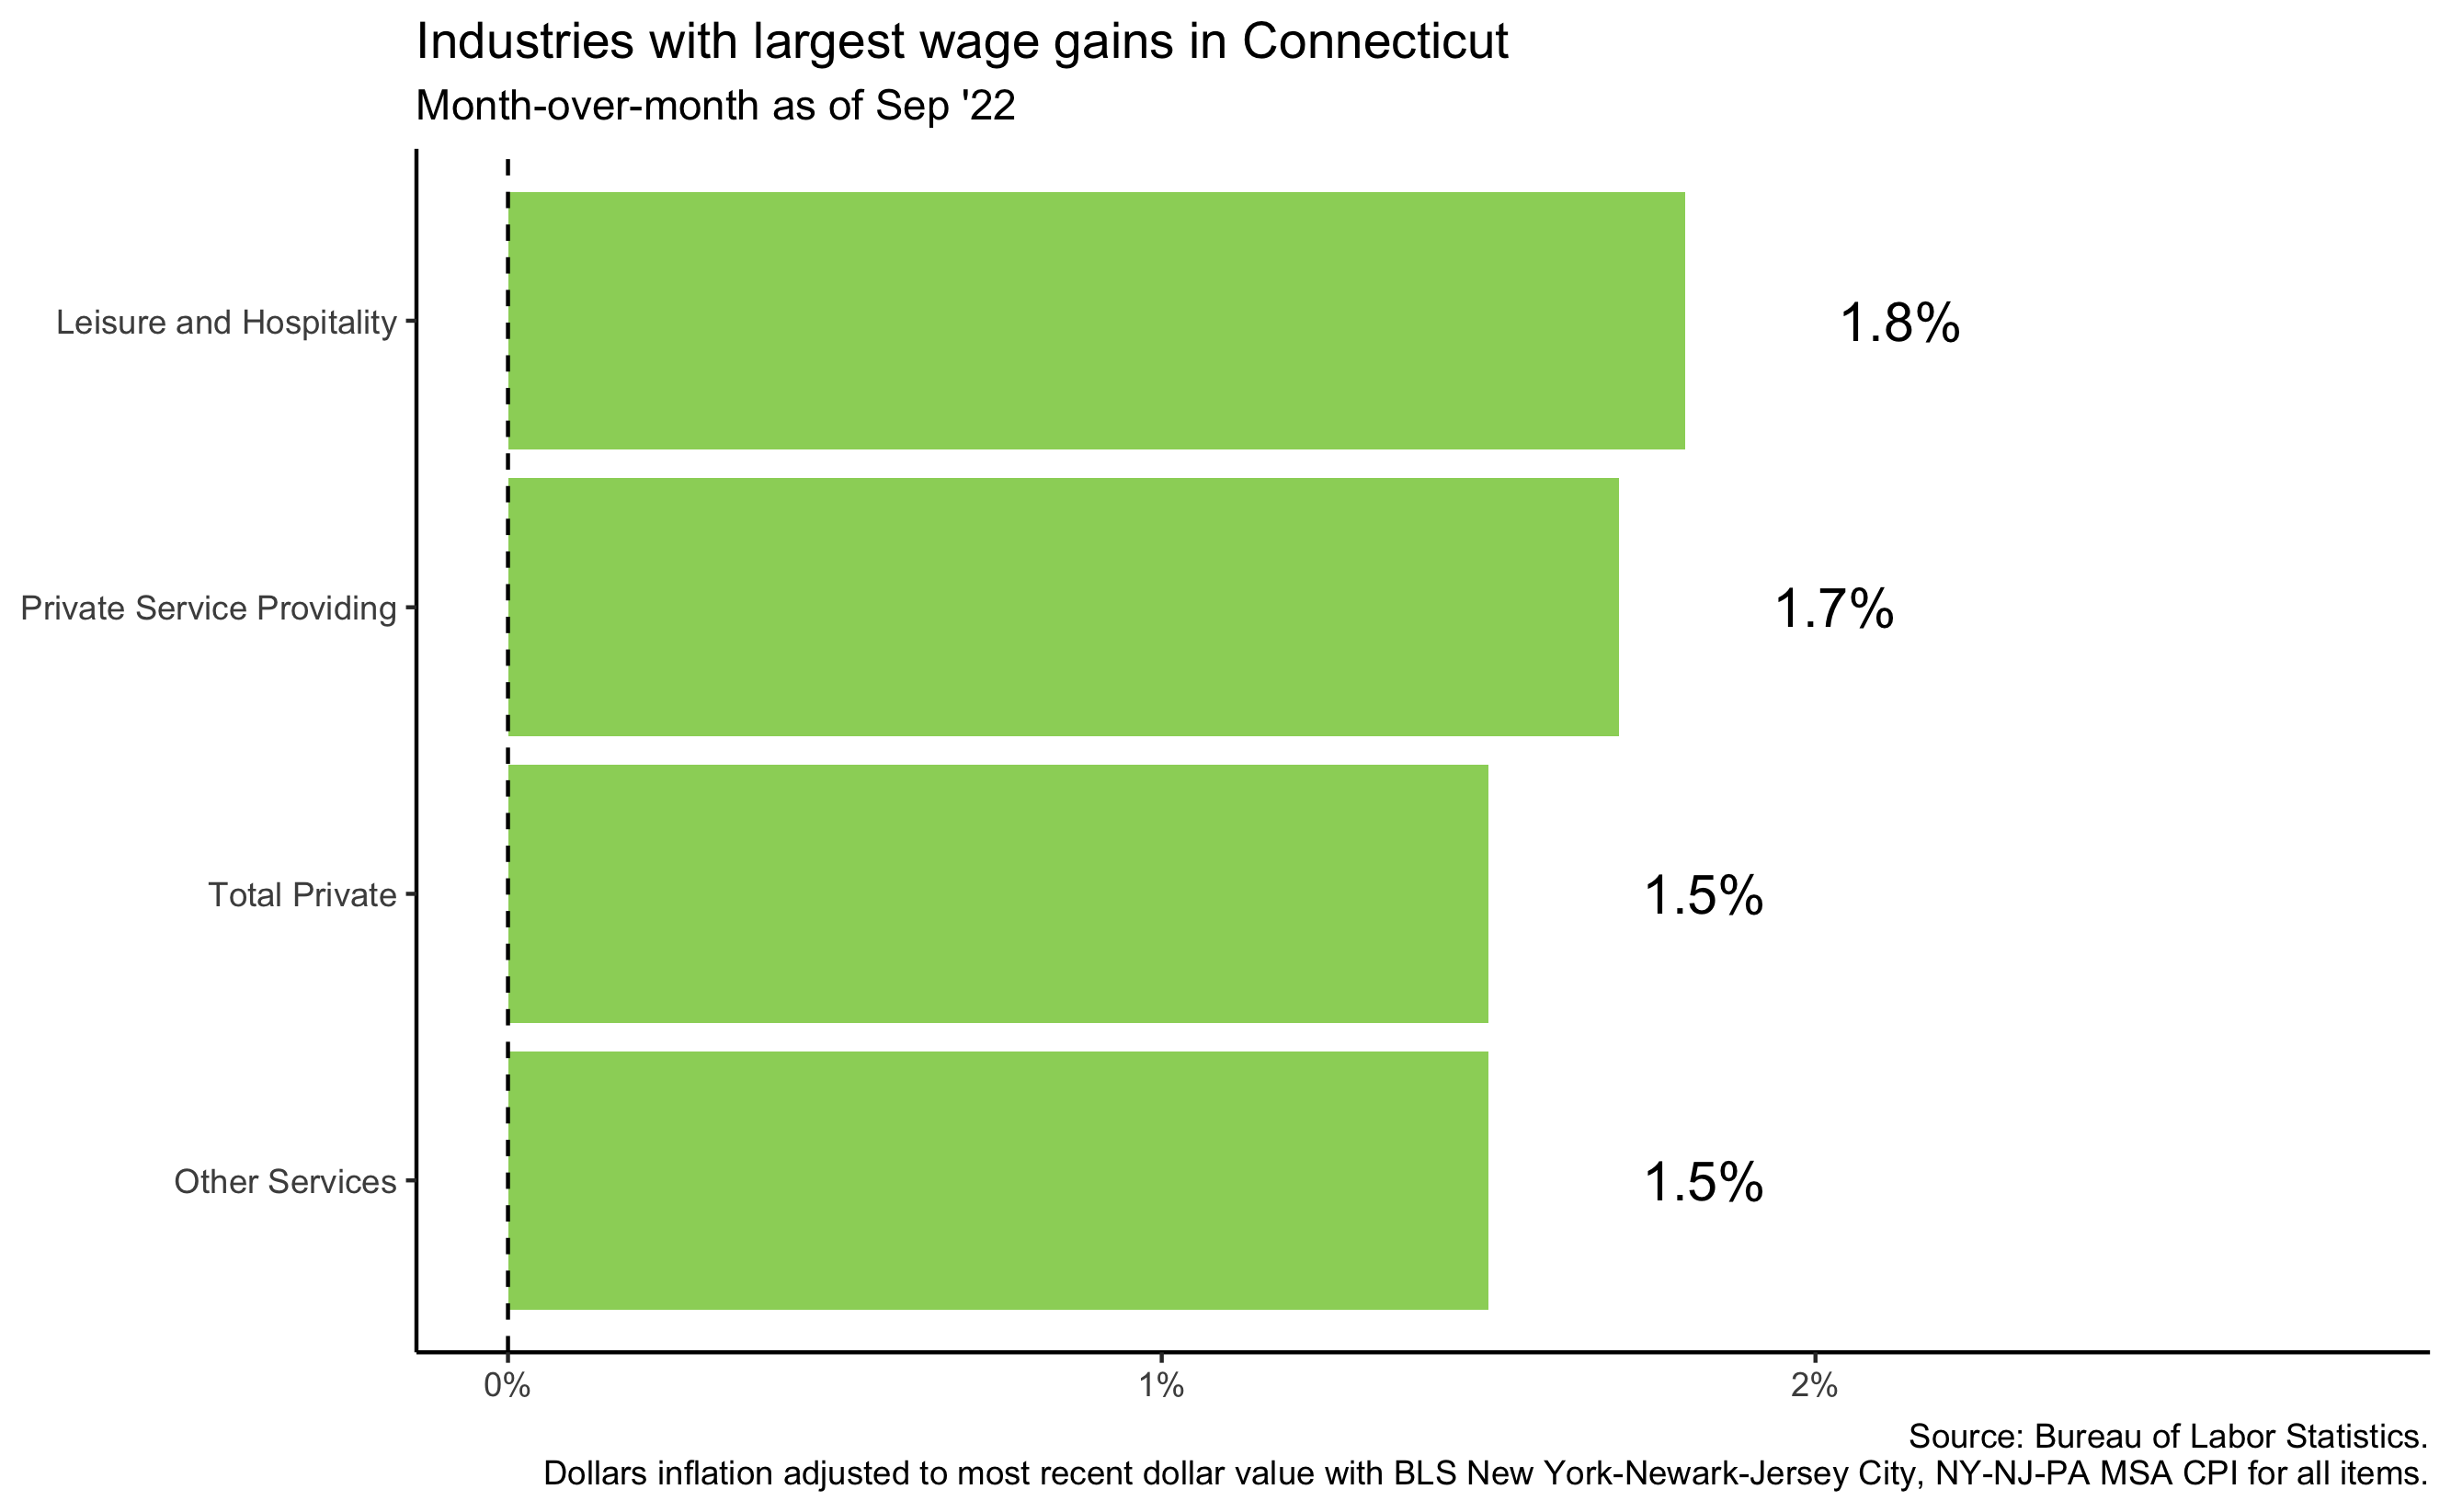 Industries with largest wage gains in Connecticut
Month-over-month as of Sep '22
Leisure and Hospitality
1.8%
Private Service Providing
1.7%
Total Private
1.5%
Other Services
1.5%
0% 1% 2%
Source: Bureau of Labor Statistics.
Dollars inflation adjusted to most recent dollar value with BLS New York-Newark-Jersey City, NY-NJ-PA MSA CPI for all items.